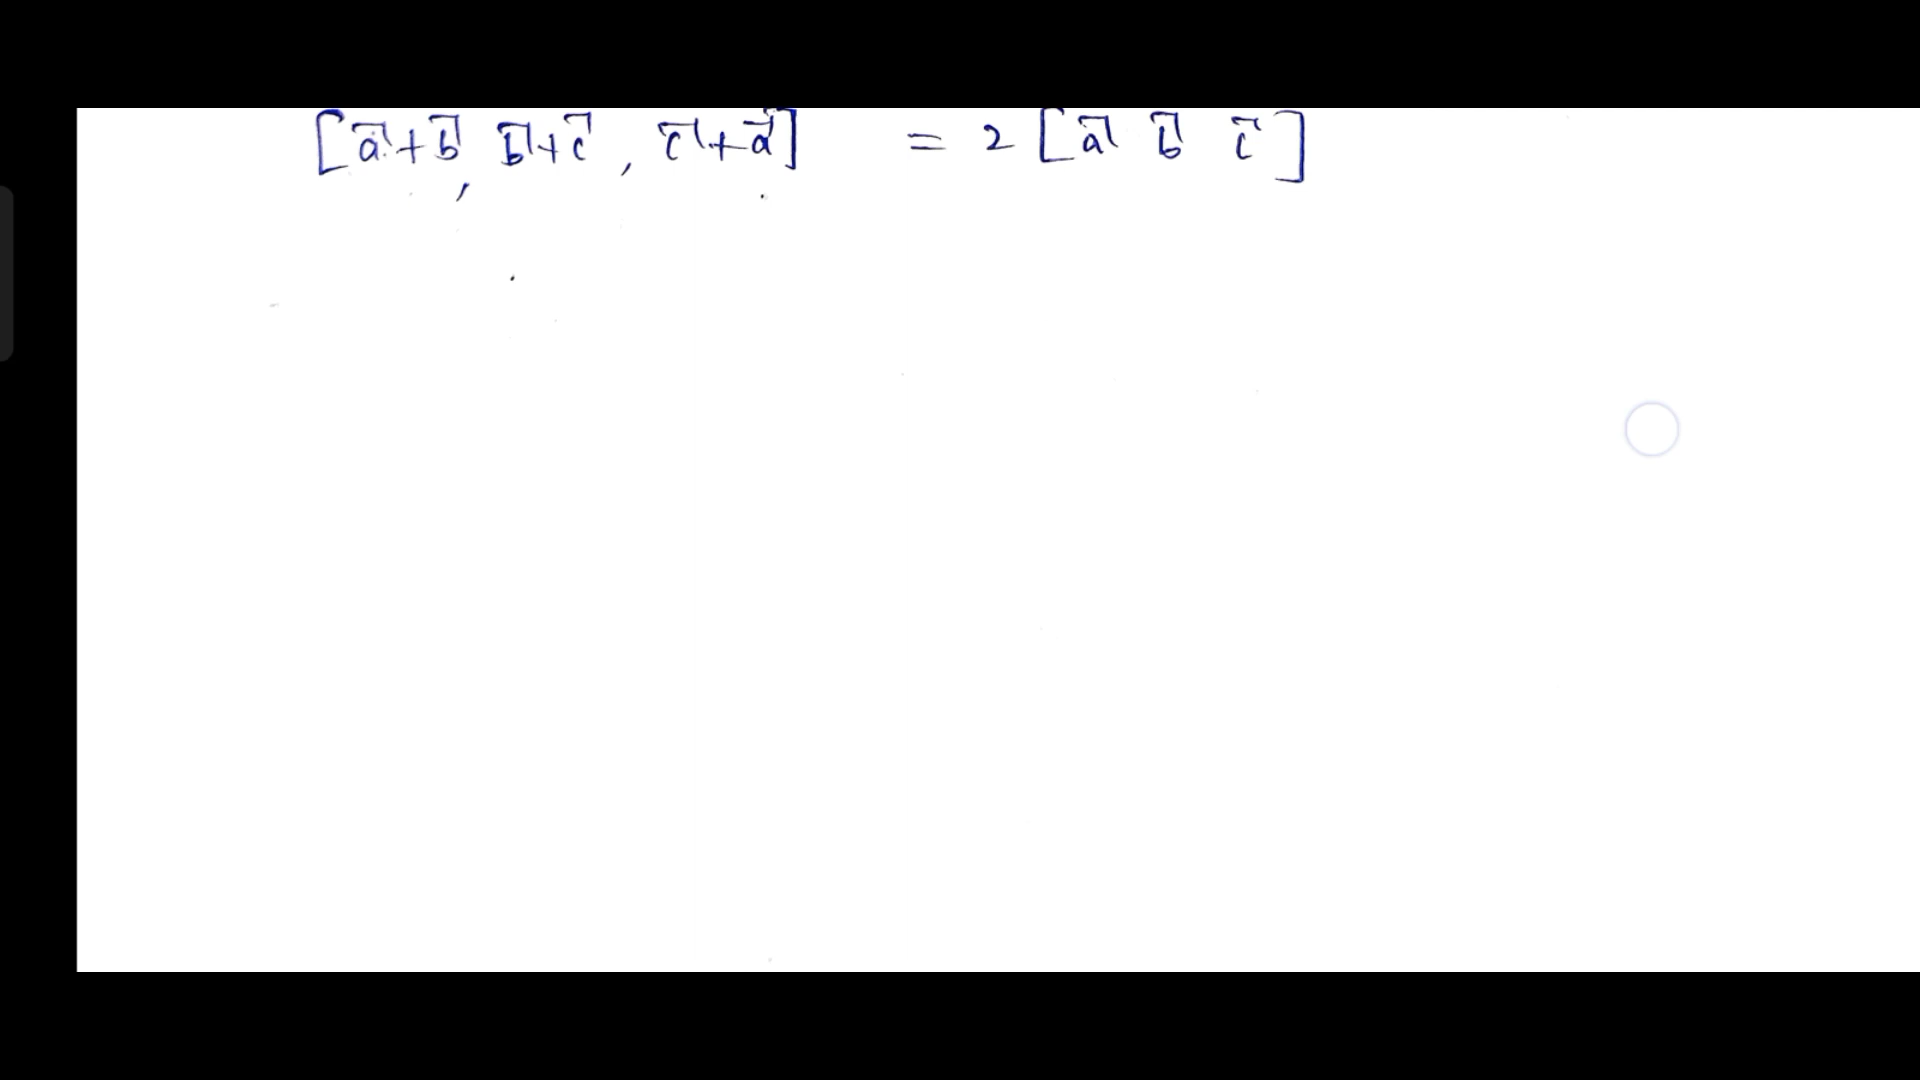 [a⃗+b⃗, b⃗+c⃗, c⃗+a⃗] = 2 [a⃗ b⃗ c⃗]